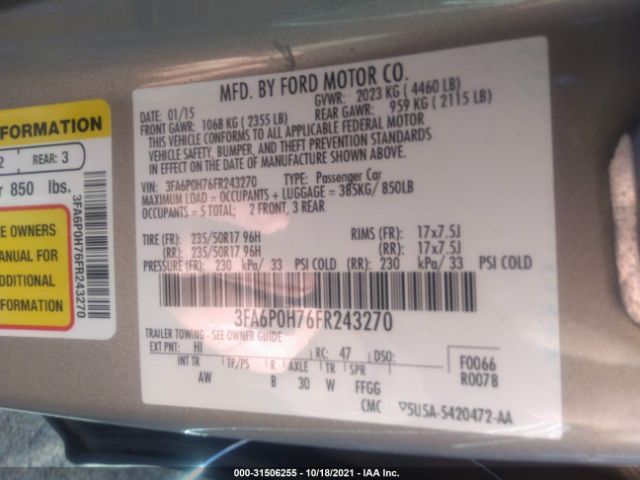 MFD. BY FORD MOTOR CO.
DATE: 01/15 GVWR: 2023 KG ( 4460 LB)
FRONT GAWR: 1068 KG ( 2355 LB) REAR GAWR: 959 KG ( 2115 LB)
THIS VEHICLE CONFORMS TO ALL APPLICABLE FEDERAL MOTOR
VEHICLE SAFETY, BUMPER, AND THEFT PREVENTION STANDARDS
IN EFFECT ON THE DATE OF MANUFACTURE SHOWN ABOVE.
VIN: 3FA6P0H76FR243270 TYPE: Passenger Car
MAXIMUM LOAD = OCCUPANTS + LUGGAGE = 385KG/ 850LB
OCCUPANTS = 5 TOTAL; 2 FRONT, 3 REAR
TIRE (FR): 235/50R17 96H RIMS (FR): 17x7.5J
(RR): 235/50R17 96H (RR): 17x7.5J
PRESSURE (FR): 230 kPa/ 33 PSI COLD (RR): 230 kPa/ 33 PSI COLD
3FA6P0H76FR243270
TRAILER TOWING - SEE OWNER GUIDE
EXT PNT: HI RC: 47 DSO:
INT TR TP/PS R AXLE TR SPR
AW B 30 W FFGG
F0066
R0078
CMC ▽5U5A-5420472-AA
FORMATION
2 REAR: 3
r 850 lbs.
E OWNERS
ANUAL FOR
DDITIONAL
FORMATION
3FA6P0H76FR243270
000-31506255 - 10/18/2021 - IAA Inc.